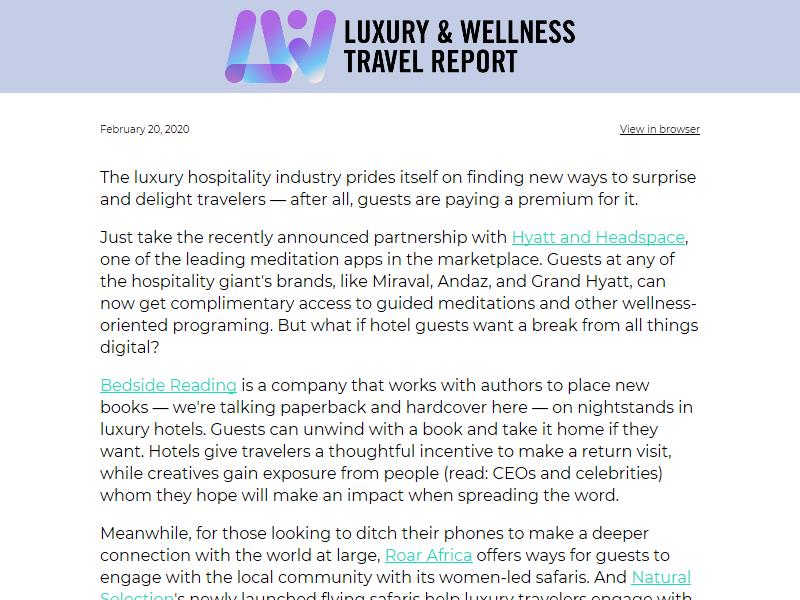 LUXURY & WELLNESS
TRAVEL REPORT
February 20, 2020
View in browser
The luxury hospitality industry prides itself on finding new ways to surprise
and delight travelers — after all, guests are paying a premium for it.
Just take the recently announced partnership with Hyatt and Headspace,
one of the leading meditation apps in the marketplace. Guests at any of
the hospitality giant's brands, like Miraval, Andaz, and Grand Hyatt, can
now get complimentary access to guided meditations and other wellness-
oriented programing. But what if hotel guests want a break from all things
digital?
Bedside Reading is a company that works with authors to place new
books — we're talking paperback and hardcover here — on nightstands in
luxury hotels. Guests can unwind with a book and take it home if they
want. Hotels give travelers a thoughtful incentive to make a return visit,
while creatives gain exposure from people (read: CEOs and celebrities)
whom they hope will make an impact when spreading the word.
Meanwhile, for those looking to ditch their phones to make a deeper
connection with the world at large, Roar Africa offers ways for guests to
engage with the local community with its women-led safaris. And Natural
Selection's newly launched flying safaris help luxury travelers engage with